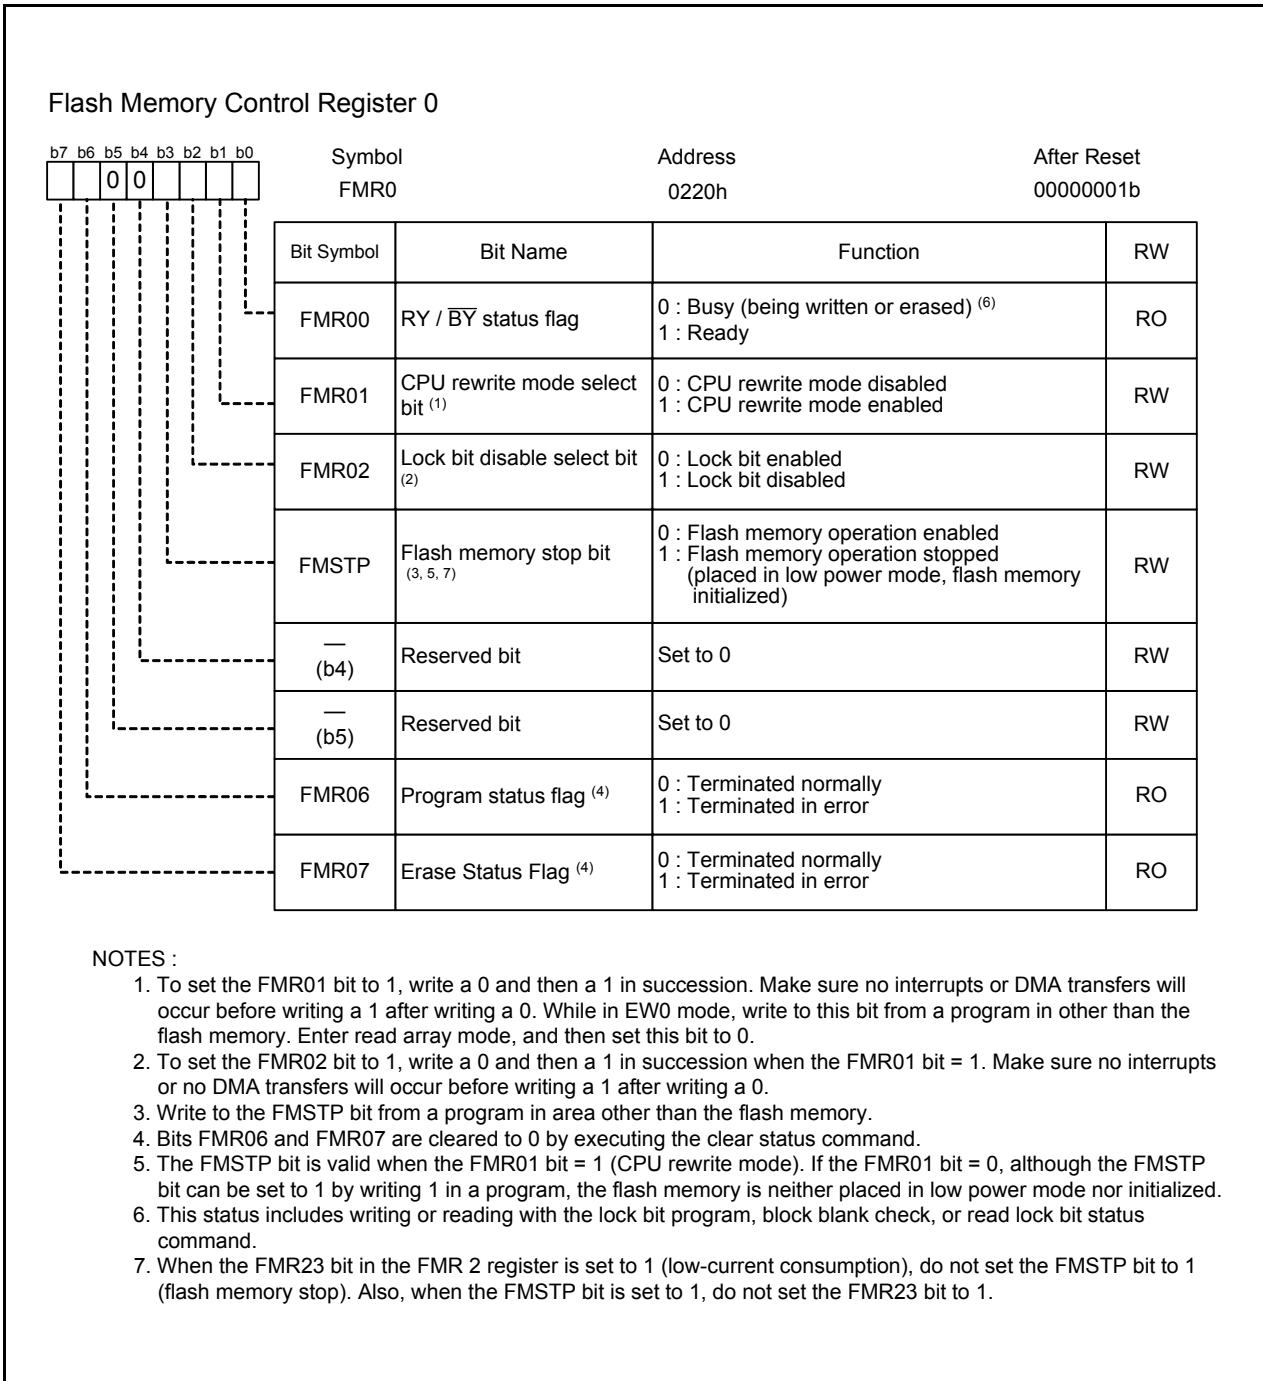 Flash Memory Control Register 0
b7 b6 b5 b4 b3 b2 b1 b0
0 0
Symbol Address After Reset
FMR0 0220h 00000001b
Bit Symbol Bit Name Function RW
FMR00 RY / B̅Y̅ status flag 0 : Busy (being written or erased) (6)
1 : Ready RO
FMR01 CPU rewrite mode select
bit (1) 0 : CPU rewrite mode disabled
1 : CPU rewrite mode enabled RW
FMR02 Lock bit disable select bit
(2) 0 : Lock bit enabled
1 : Lock bit disabled RW
FMSTP Flash memory stop bit
(3, 5, 7) 0 : Flash memory operation enabled
1 : Flash memory operation stopped
(placed in low power mode, flash memory
initialized) RW
—
(b4) Reserved bit Set to 0 RW
—
(b5) Reserved bit Set to 0 RW
FMR06 Program status flag (4) 0 : Terminated normally
1 : Terminated in error RO
FMR07 Erase Status Flag (4) 0 : Terminated normally
1 : Terminated in error RO
NOTES :
1. To set the FMR01 bit to 1, write a 0 and then a 1 in succession. Make sure no interrupts or DMA transfers will
occur before writing a 1 after writing a 0. While in EW0 mode, write to this bit from a program in other than the
flash memory. Enter read array mode, and then set this bit to 0.
2. To set the FMR02 bit to 1, write a 0 and then a 1 in succession when the FMR01 bit = 1. Make sure no interrupts
or no DMA transfers will occur before writing a 1 after writing a 0.
3. Write to the FMSTP bit from a program in area other than the flash memory.
4. Bits FMR06 and FMR07 are cleared to 0 by executing the clear status command.
5. The FMSTP bit is valid when the FMR01 bit = 1 (CPU rewrite mode). If the FMR01 bit = 0, although the FMSTP
bit can be set to 1 by writing 1 in a program, the flash memory is neither placed in low power mode nor initialized.
6. This status includes writing or reading with the lock bit program, block blank check, or read lock bit status
command.
7. When the FMR23 bit in the FMR 2 register is set to 1 (low-current consumption), do not set the FMSTP bit to 1
(flash memory stop). Also, when the FMSTP bit is set to 1, do not set the FMR23 bit to 1.